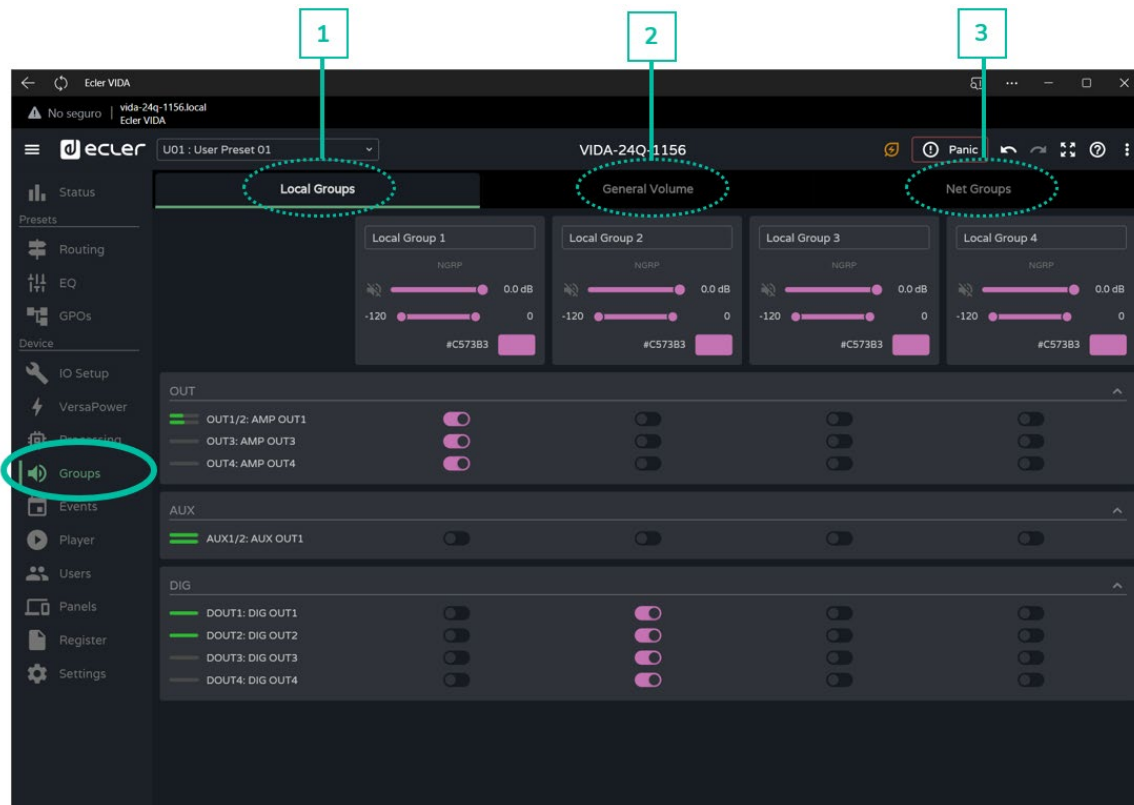 1 2 3
Ecler VIDA
No seguro vida-24q-1156.local
Ecler VIDA
ecler U01 : User Preset 01 VIDA-24Q-1156 Panic
Status
Presets
Routing
EQ
GPOs
Device
IO Setup
VersaPower
Processing
Groups
Events
Player
Users
Panels
Register
Settings
Local Groups General Volume Net Groups
Local Group 1 Local Group 2 Local Group 3 Local Group 4
NGRP NGRP NGRP NGRP
0.0 dB 0.0 dB 0.0 dB 0.0 dB
-120 0 -120 0 -120 0 -120 0
#C573B3 #C573B3 #C573B3 #C573B3
OUT
OUT1/2: AMP OUT1
OUT3: AMP OUT3
OUT4: AMP OUT4
AUX
AUX1/2: AUX OUT1
DIG
DOUT1: DIG OUT1
DOUT2: DIG OUT2
DOUT3: DIG OUT3
DOUT4: DIG OUT4